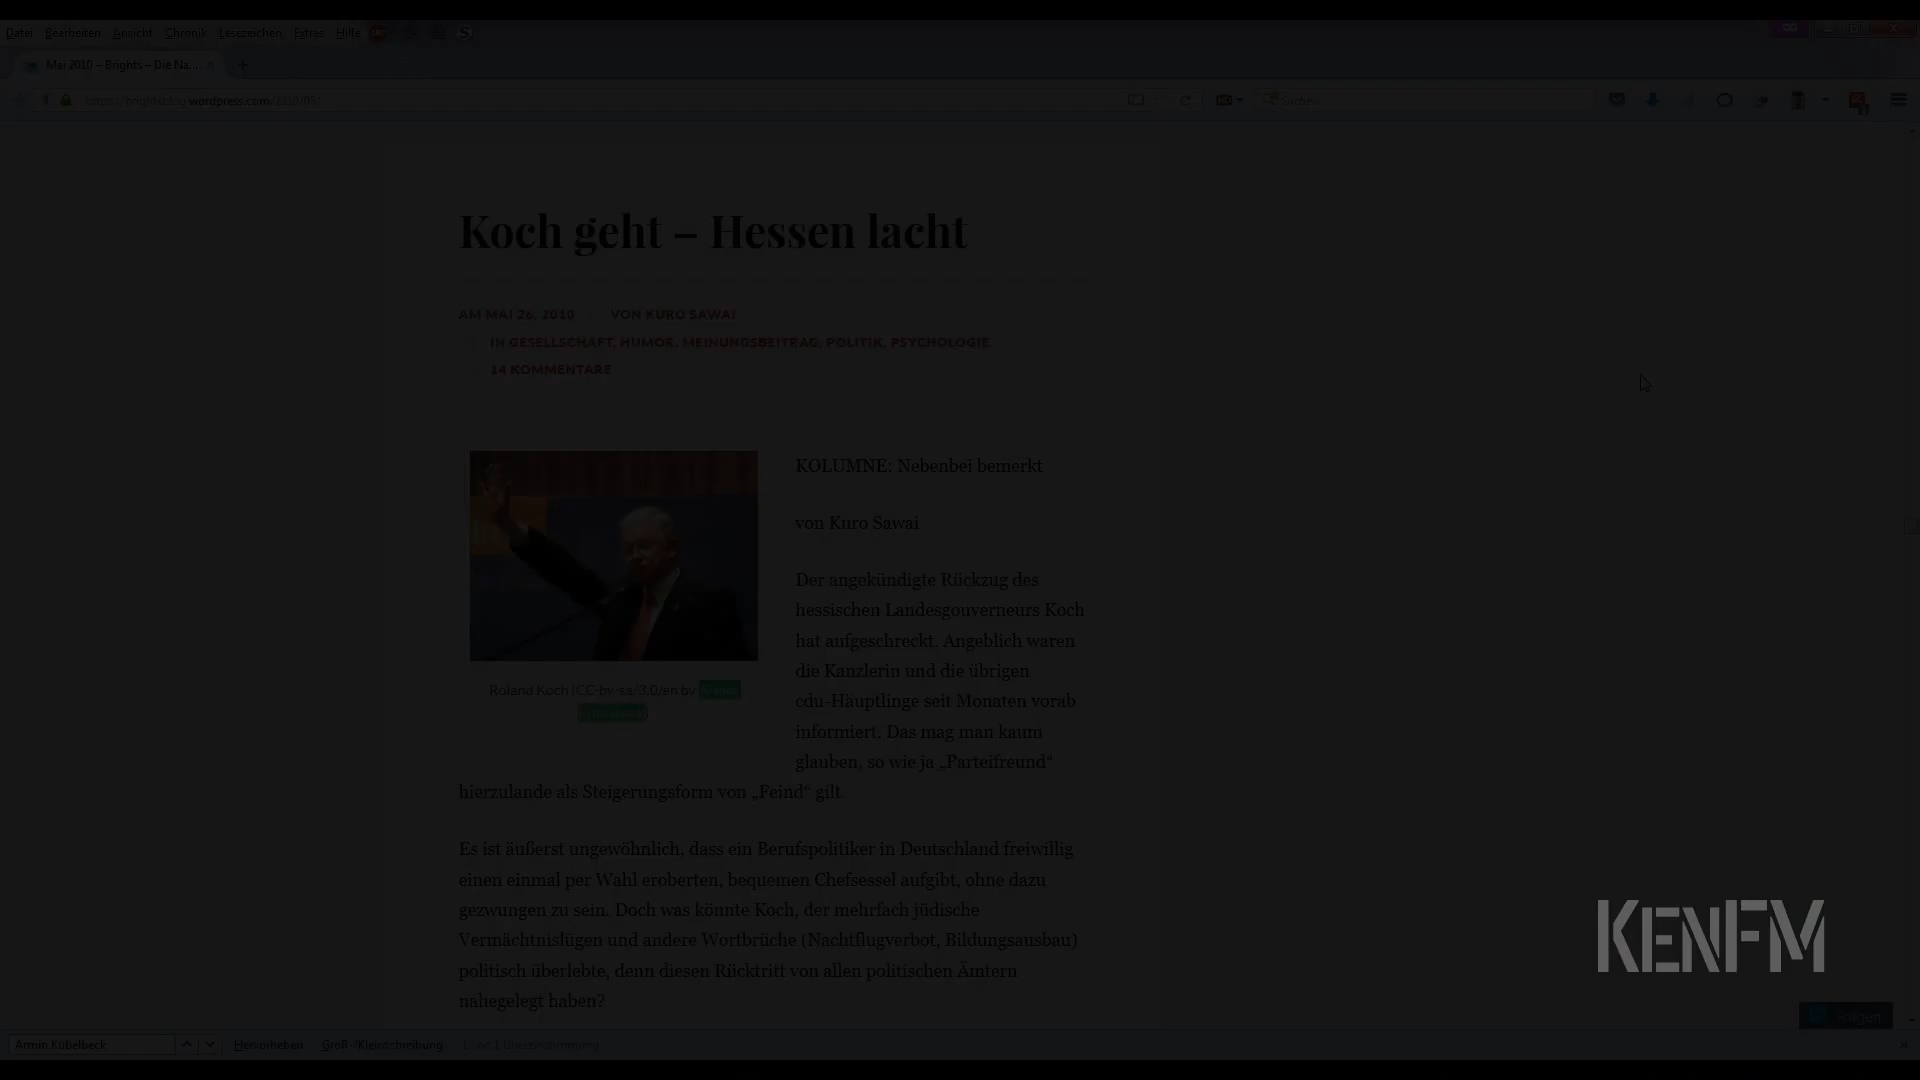 Datei Bearbeiten Ansicht Chronik Lesezeichen Extras Hilfe
Mai 2010 – Brights – Die Na...
https://brightsblog.wordpress.com/2010/05/
Suchen
Koch geht – Hessen lacht
AM MAI 26, 2010 VON KURO SAWAI
IN GESELLSCHAFT, HUMOR, MEINUNGSBEITRAG, POLITIK, PSYCHOLOGIE
14 KOMMENTARE
KOLUMNE: Nebenbei bemerkt
von Kuro Sawai
Der angekündigte Rückzug des
hessischen Landesgouverneurs Koch
hat aufgeschreckt. Angeblich waren
die Kanzlerin und die übrigen
cdu-Häuptlinge seit Monaten vorab
informiert. Das mag man kaum
glauben, so wie ja „Parteifreund“
hierzulande als Steigerungsform von „Feind“ gilt.
Roland Koch (CC-by-sa/3.0/en by
Es ist äußerst ungewöhnlich, dass ein Berufspolitiker in Deutschland freiwillig
einen einmal per Wahl eroberten, bequemen Chefsessel aufgibt, ohne dazu
gezwungen zu sein. Doch was könnte Koch, der mehrfach jüdische
Vermächtnislügen und andere Wortbrüche (Nachtflugverbot, Bildungsausbau)
politisch überlebte, denn diesen Rücktritt von allen politischen Ämtern
nahegelegt haben?
KENFM
Folgen
Armin Kübelbeck Hervorheben Groß-/Kleinschreibung